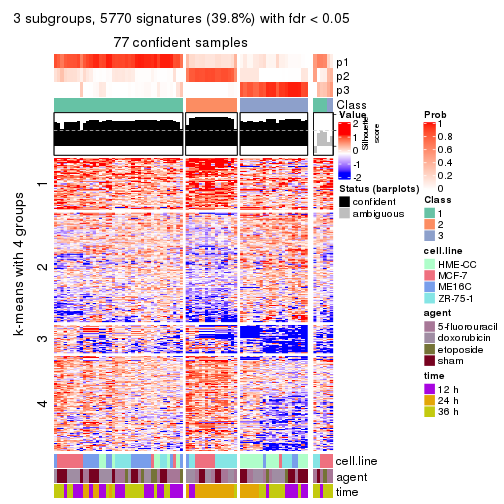 3 subgroups, 5770 signatures (39.8%) with fdr < 0.05
77 confident samples
p1
p2
p3
Class
Silhouette
score
k-means with 4 groups
1
2
3
4
cell.line
agent
time
Value
2
1
0
-1
-2
Status (barplots)
confident
ambiguous
Prob
1
0.8
0.6
0.4
0.2
0
Class
1
2
3
cell.line
HME-CC
MCF-7
ME16C
ZR-75-1
agent
5-fluorouracil
doxorubicin
etoposide
sham
time
12 h
24 h
36 h